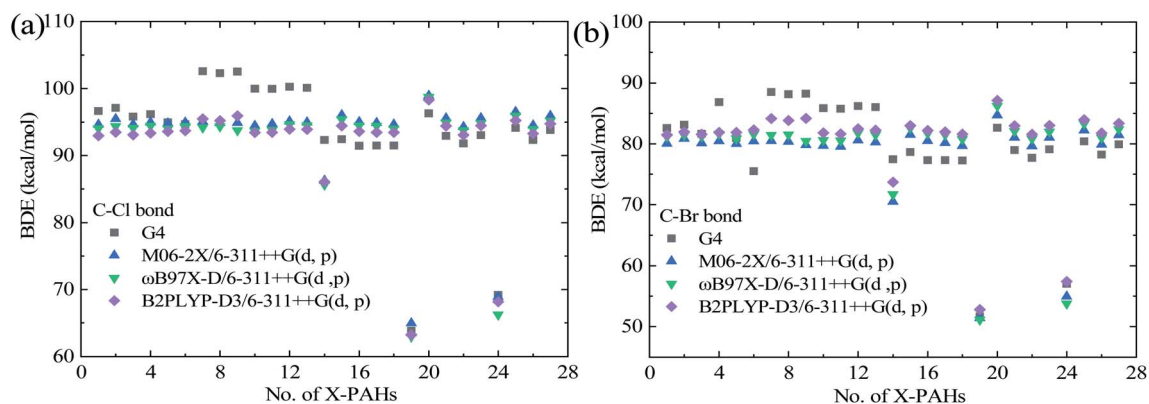 (a)
110
100
90
80
70
60
BDE (kcal/mol)
C-Cl bond
G4
M06-2X/6-311++G(d, p)
ωB97X-D/6-311++G(d ,p)
B2PLYP-D3/6-311++G(d, p)
0 4 8 12 16 20 24 28
No. of X-PAHs
(b)
100
90
80
70
60
50
BDE (kcal/mol)
C-Br bond
G4
M06-2X/6-311++G(d, p)
ωB97X-D/6-311++G(d ,p)
B2PLYP-D3/6-311++G(d, p)
0 4 8 12 16 20 24 28
No. of X-PAHs